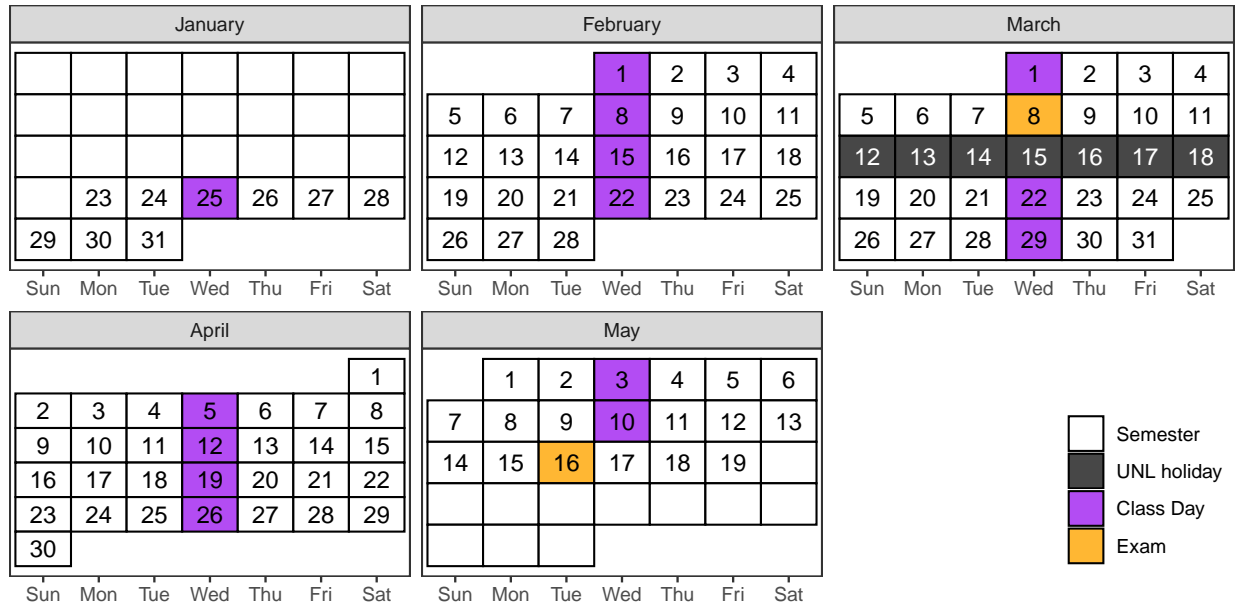 January
23 24 25 26 27 28
29 30 31
Sun Mon Tue Wed Thu Fri Sat
February
1 2 3 4
5 6 7 8 9 10 11
12 13 14 15 16 17 18
19 20 21 22 23 24 25
26 27 28
Sun Mon Tue Wed Thu Fri Sat
March
1 2 3 4
5 6 7 8 9 10 11
12 13 14 15 16 17 18
19 20 21 22 23 24 25
26 27 28 29 30 31
Sun Mon Tue Wed Thu Fri Sat
April
1
2 3 4 5 6 7 8
9 10 11 12 13 14 15
16 17 18 19 20 21 22
23 24 25 26 27 28 29
30
Sun Mon Tue Wed Thu Fri Sat
May
1 2 3 4 5 6
7 8 9 10 11 12 13
14 15 16 17 18 19
Sun Mon Tue Wed Thu Fri Sat
Semester
UNL holiday
Class Day
Exam